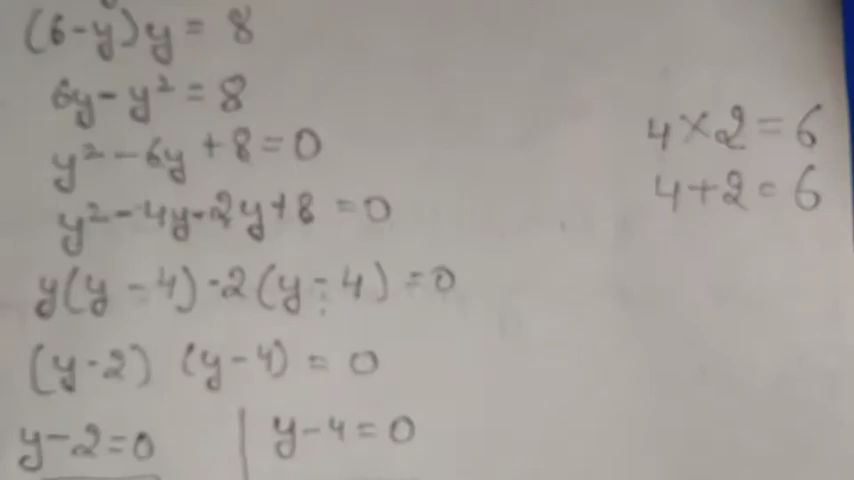 (6-y)y = 8
6y - y² = 8
y² - 6y + 8 = 0
y² - 4y - 2y + 8 = 0
y(y - 4) - 2(y - 4) = 0
(y - 2) (y - 4) = 0
y - 2 = 0 | y - 4 = 0
4 × 2 = 6
4 + 2 = 6